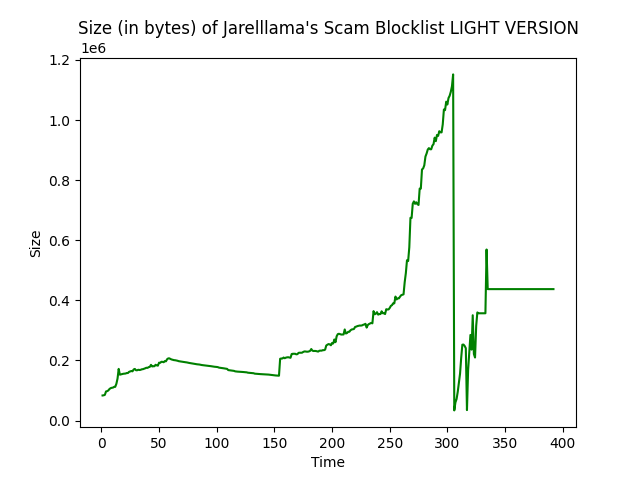 Size (in bytes) of Jarelllama's Scam Blocklist LIGHT VERSION
1e6
1.2
1.0
0.8
0.6
0.4
0.2
0.0
Size
0 50 100 150 200 250 300 350 400
Time